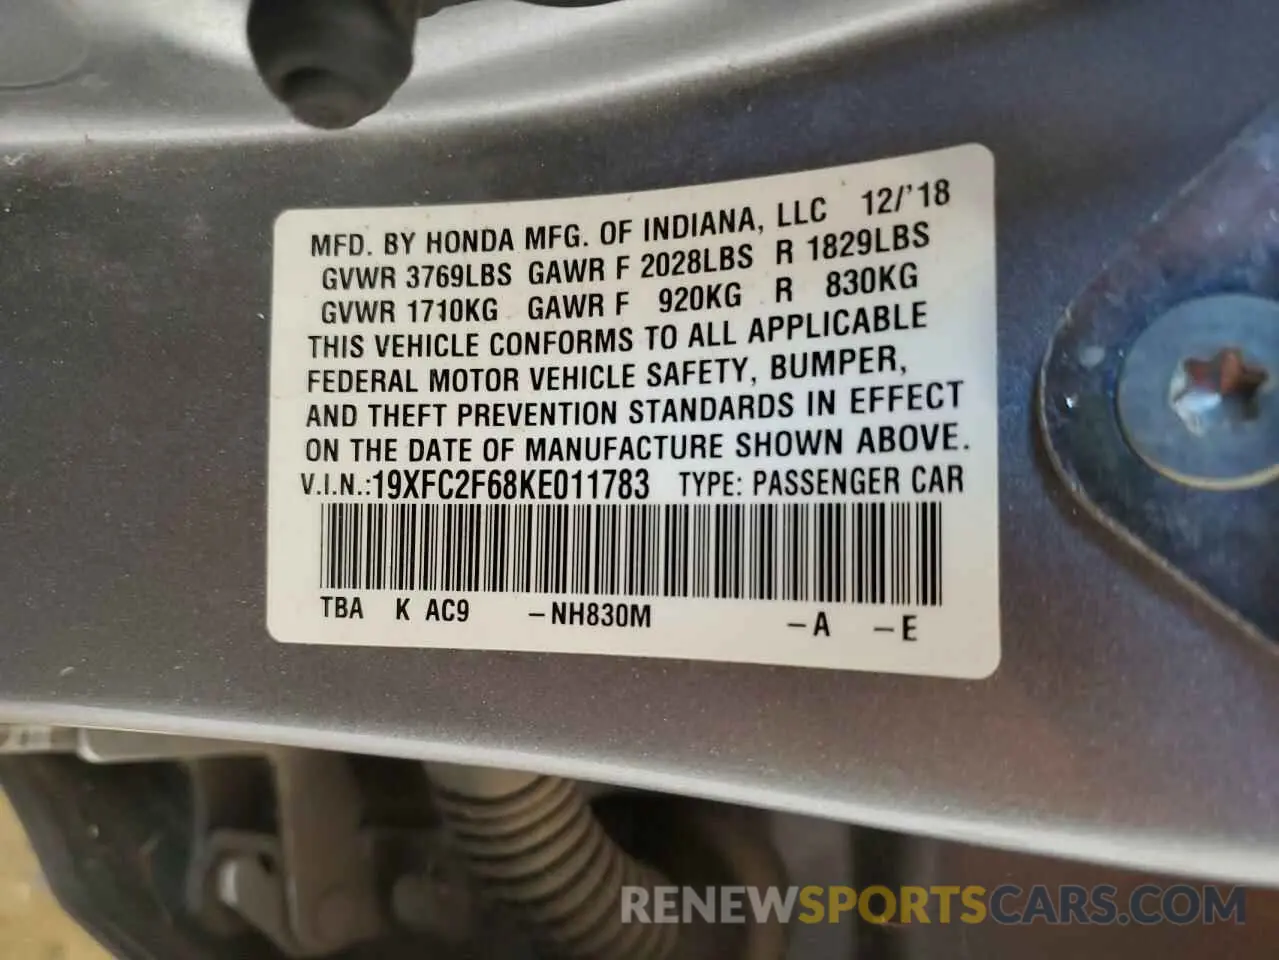 MFD. BY HONDA MFG. OF INDIANA, LLC 12/'18
GVWR 3769LBS GAWR F 2028LBS R 1829LBS
GVWR 1710KG GAWR F 920KG R 830KG
THIS VEHICLE CONFORMS TO ALL APPLICABLE
FEDERAL MOTOR VEHICLE SAFETY, BUMPER,
AND THEFT PREVENTION STANDARDS IN EFFECT
ON THE DATE OF MANUFACTURE SHOWN ABOVE.
V.I.N.:19XFC2F68KE011783 TYPE: PASSENGER CAR
TBA K AC9 –NH830M –A –E
RENEWSPORTSCARS.COM